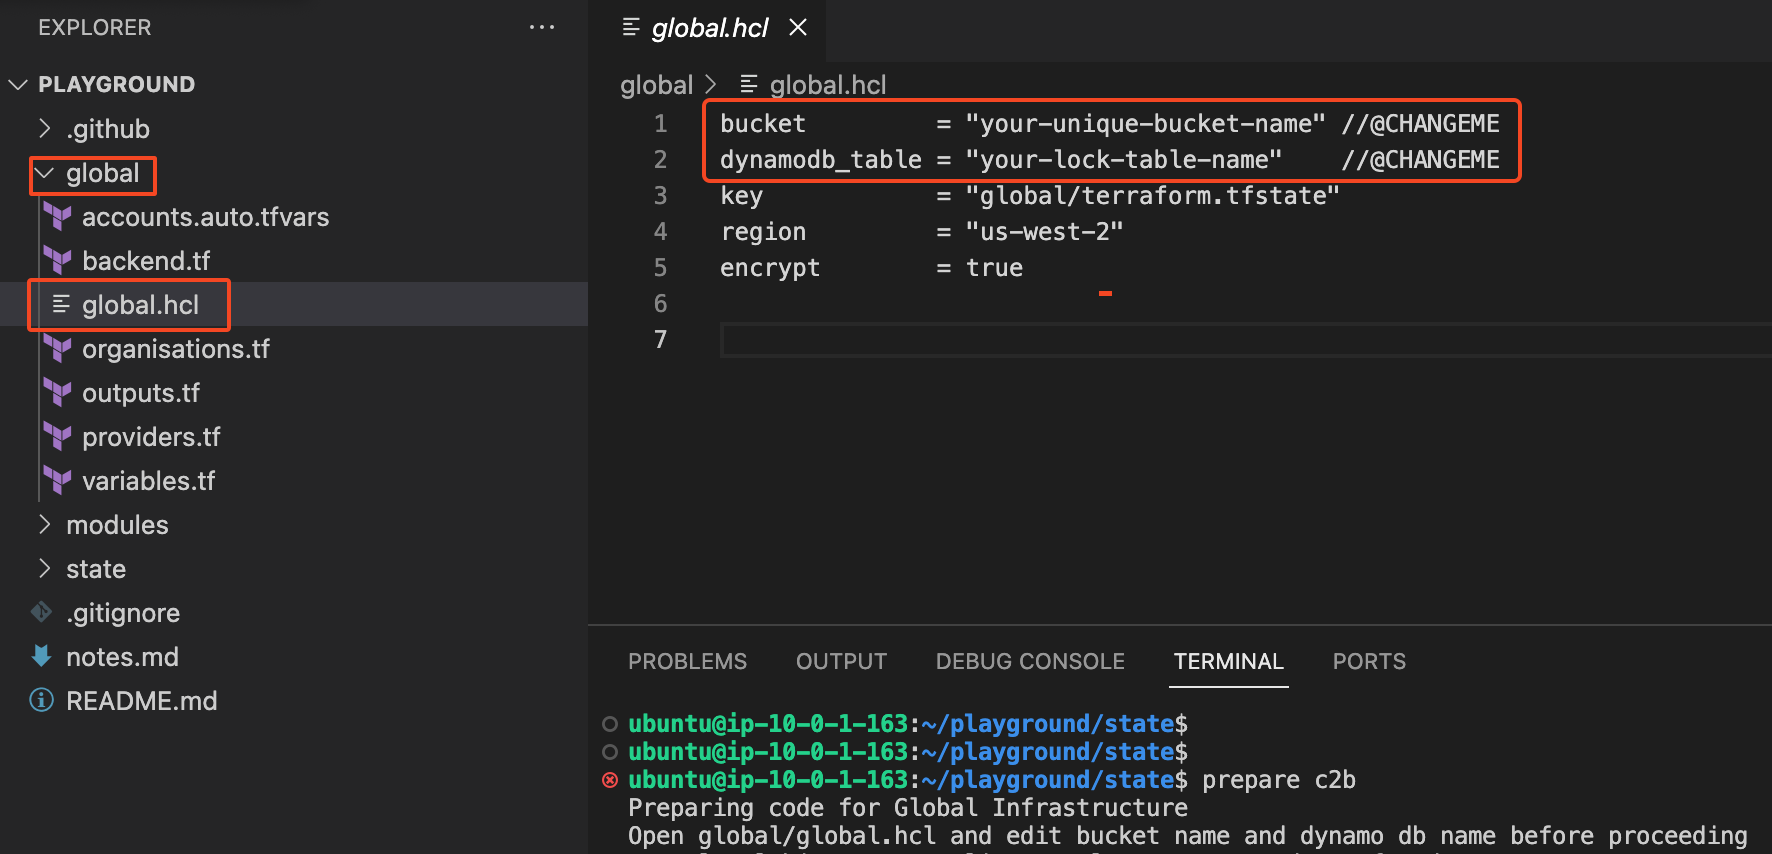 EXPLORER
PLAYGROUND
.github
global
accounts.auto.tfvars
backend.tf
global.hcl
organisations.tf
outputs.tf
providers.tf
variables.tf
modules
state
.gitignore
notes.md
README.md
global.hcl
global > global.hcl
1 bucket = "your-unique-bucket-name" //@CHANGEME
2 dynamodb_table = "your-lock-table-name" //@CHANGEME
3 key = "global/terraform.tfstate"
4 region = "us-west-2"
5 encrypt = true
6
7
PROBLEMS OUTPUT DEBUG CONSOLE TERMINAL PORTS
ubuntu@ip-10-0-1-163:~/playground/state$
ubuntu@ip-10-0-1-163:~/playground/state$
ubuntu@ip-10-0-1-163:~/playground/state$ prepare c2b
Preparing code for Global Infrastructure
Open global/global.hcl and edit bucket name and dynamo db name before proceeding